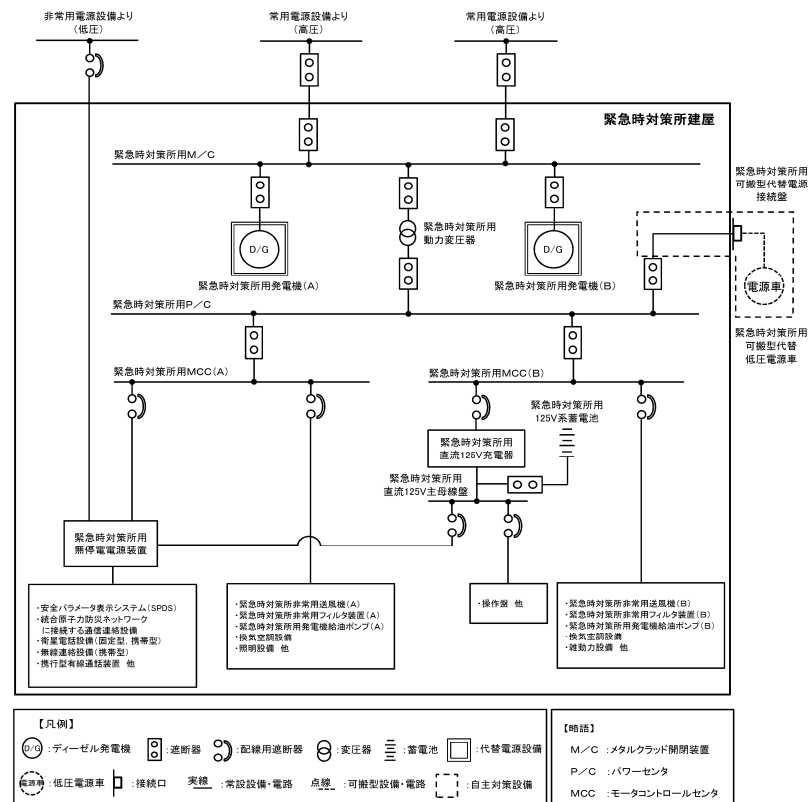 非常用電源設備より
(低圧)
常用電源設備より
(高圧)
常用電源設備より
(高圧)
緊急時対策所建屋
緊急時対策所用M/C
緊急時対策所用
可搬型代替電源
接続盤
緊急時対策所用
動力変圧器
D/G
D/G
緊急時対策所用発電機(A)
緊急時対策所用発電機(B)
電源車
緊急時対策所用P/C
緊急時対策所用
可搬型代替
低圧電源車
緊急時対策所用MCC(A)
緊急時対策所用MCC(B)
緊急時対策所用
125V系蓄電池
緊急時対策所用
直流125V充電器
緊急時対策所用
直流125V主母線盤
緊急時対策所用
無停電電源装置
・安全パラメータ表示システム(SPDS)
・統合原子力防災ネットワーク
に接続する通信連絡設備
・衛星電話設備(固定型, 携帯型)
・無線連絡設備(携帯型)
・携行型有線通話装置 他
・緊急時対策所非常用送風機(A)
・緊急時対策所非常用フィルタ装置(A)
・緊急時対策所用発電機給油ポンプ(A)
・換気空調設備
・照明設備 他
・操作盤 他
・緊急時対策所非常用送風機(B)
・緊急時対策所非常用フィルタ装置(B)
・緊急時対策所用発電機給油ポンプ(B)
・換気空調設備
・雑動力設備 他
【凡例】
D/G :ディーゼル発電機 :遮断器 :配線用遮断器 :変圧器 :蓄電池 :代替電源設備
電源車 :低圧電源車 :接続口 実線 :常設設備・電路 点線 :可搬型設備・電路 :自主対策設備
【略語】
M/C :メタルクラッド開閉装置
P/C :パワーセンタ
MCC :モータコントロールセンタ